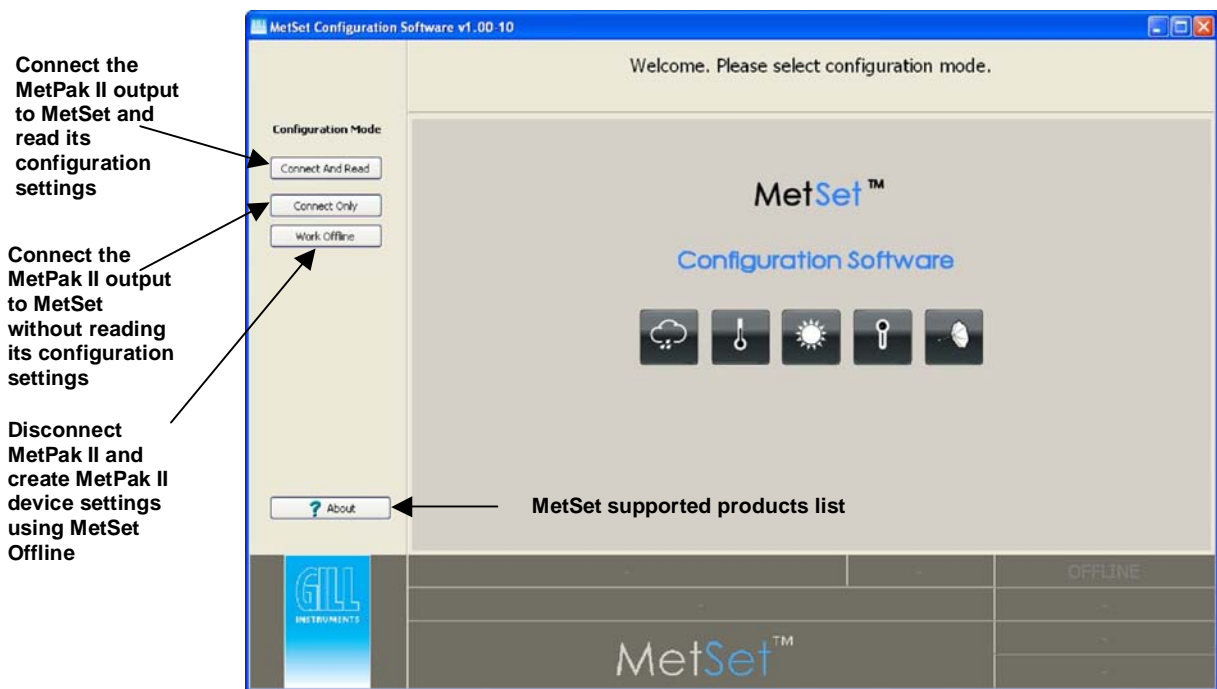 MetSet Configuration Software v1.00-10
Welcome. Please select configuration mode.
Connect the
MetPak II output
to MetSet and
read its
configuration
settings
Connect the
MetPak II output
to MetSet
without reading
its configuration
settings
Disconnect
MetPak II and
create MetPak II
device settings
using MetSet
Offline
Configuration Mode
Connect And Read
Connect Only
Work Offline
? About
MetSet™
Configuration Software
MetSet supported products list
GILL
INSTRUMENTS
- - OFFLINE
- -
MetSet™ -
-